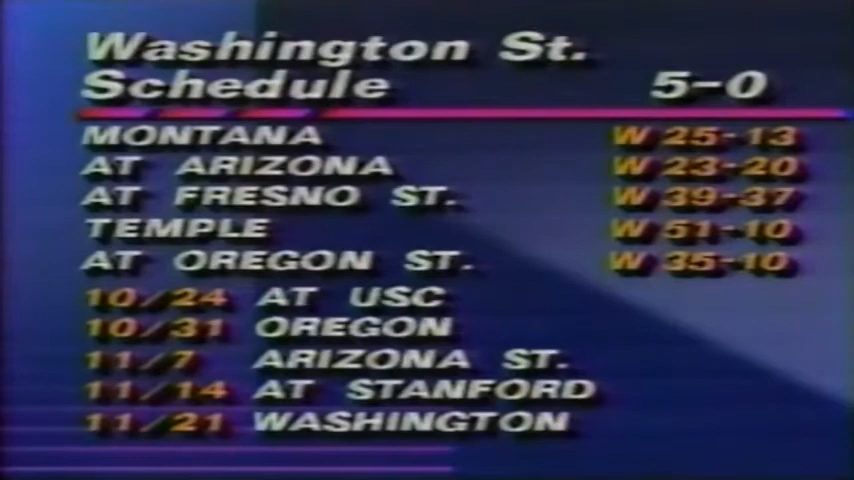 Washington St.
Schedule 5-0
MONTANA W 25-13
AT ARIZONA W 23-20
AT FRESNO ST. W 39-37
TEMPLE W 51-10
AT OREGON ST. W 35-10
10/24 AT USC
10/31 OREGON
11/7 ARIZONA ST.
11/14 AT STANFORD
11/21 WASHINGTON